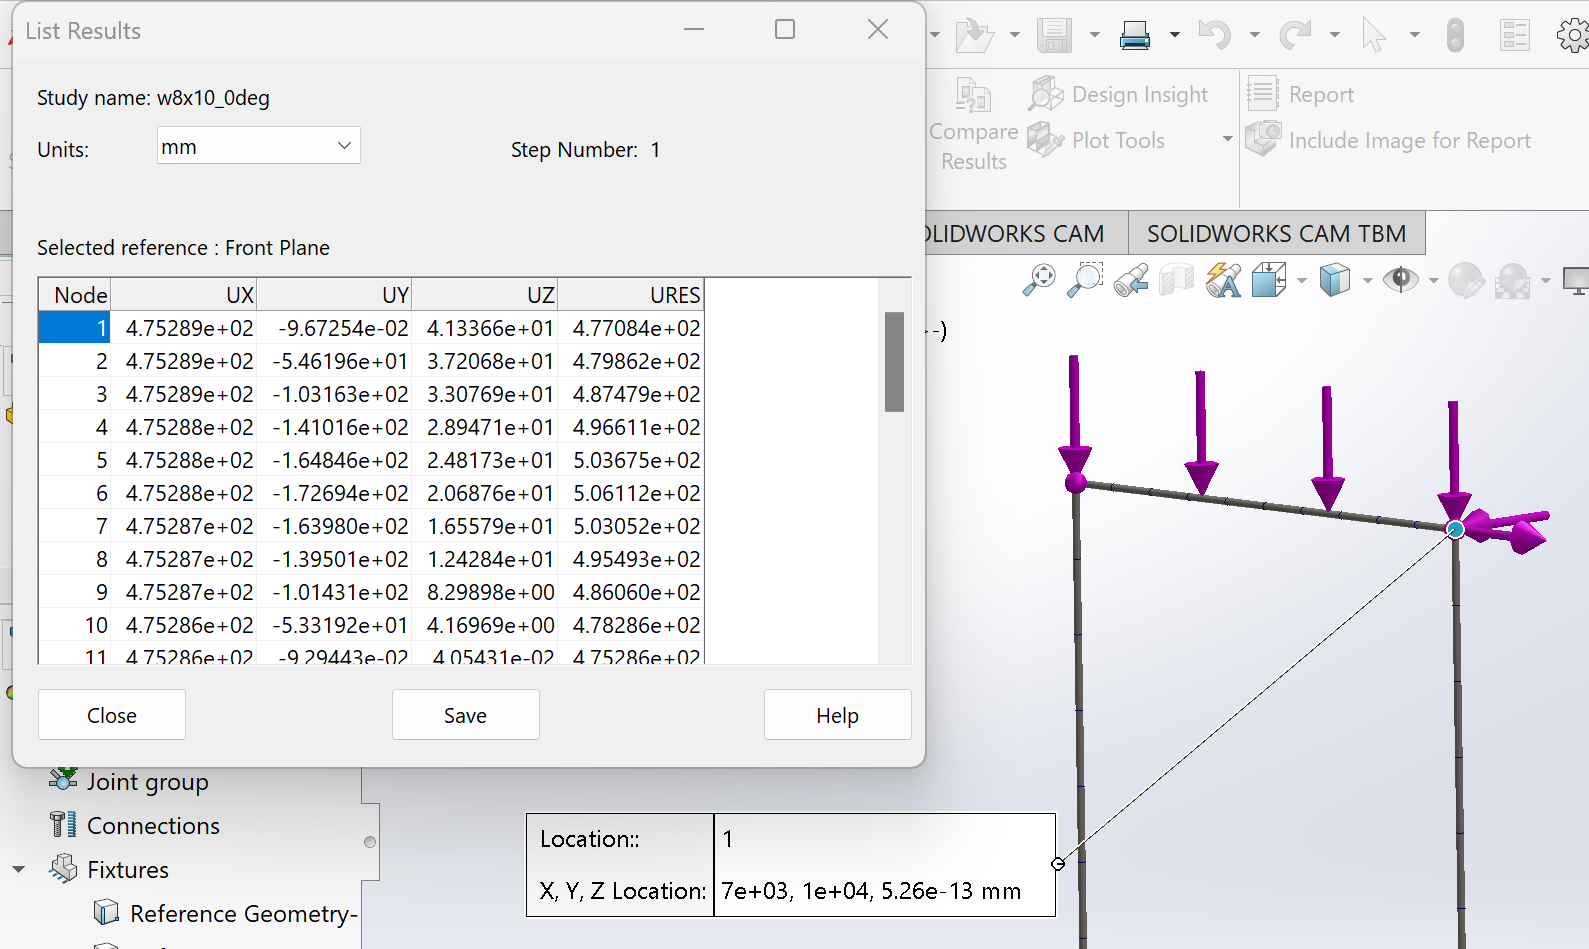 List Results
Study name: w8x10_0deg
Units: mm Step Number: 1
Selected reference : Front Plane
Node UX UY UZ URES
1 4.75289e+02 -9.67254e-02 4.13366e+01 4.77084e+02
2 4.75289e+02 -5.46196e+01 3.72068e+01 4.79862e+02
3 4.75289e+02 -1.03163e+02 3.30769e+01 4.87479e+02
4 4.75288e+02 -1.41016e+02 2.89471e+01 4.96611e+02
5 4.75288e+02 -1.64846e+02 2.48173e+01 5.03675e+02
6 4.75288e+02 -1.72694e+02 2.06876e+01 5.06112e+02
7 4.75287e+02 -1.63980e+02 1.65579e+01 5.03052e+02
8 4.75287e+02 -1.39501e+02 1.24284e+01 4.95493e+02
9 4.75287e+02 -1.01431e+02 8.29898e+00 4.86060e+02
10 4.75286e+02 -5.33192e+01 4.16969e+00 4.78286e+02
11 4.75286e+02 -9.29443e-02 4.05431e-02 4.75286e+02
Close Save Help
Compare
Results
Design Insight
Plot Tools
Report
Include Image for Report
OLIDWORKS CAM SOLIDWORKS CAM TBM
-)
Joint group
Connections
Fixtures
Reference Geometry-
Location:: 1
X, Y, Z Location: 7e+03, 1e+04, 5.26e-13 mm